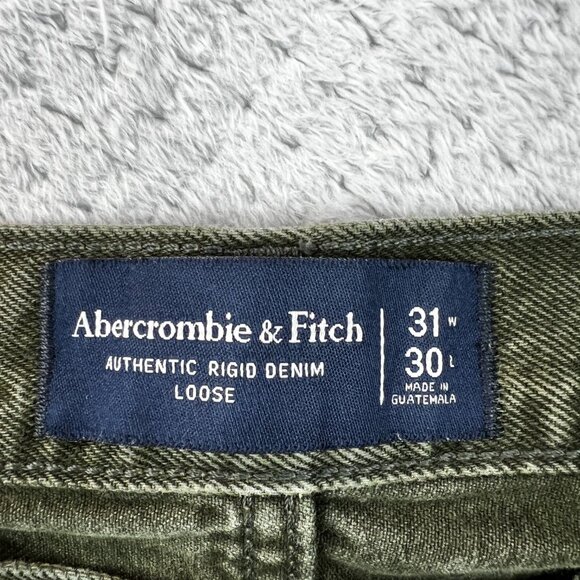 Abercrombie & Fitch
AUTHENTIC RIGID DENIM
LOOSE
31 W
30 L
MADE IN
GUATEMALA